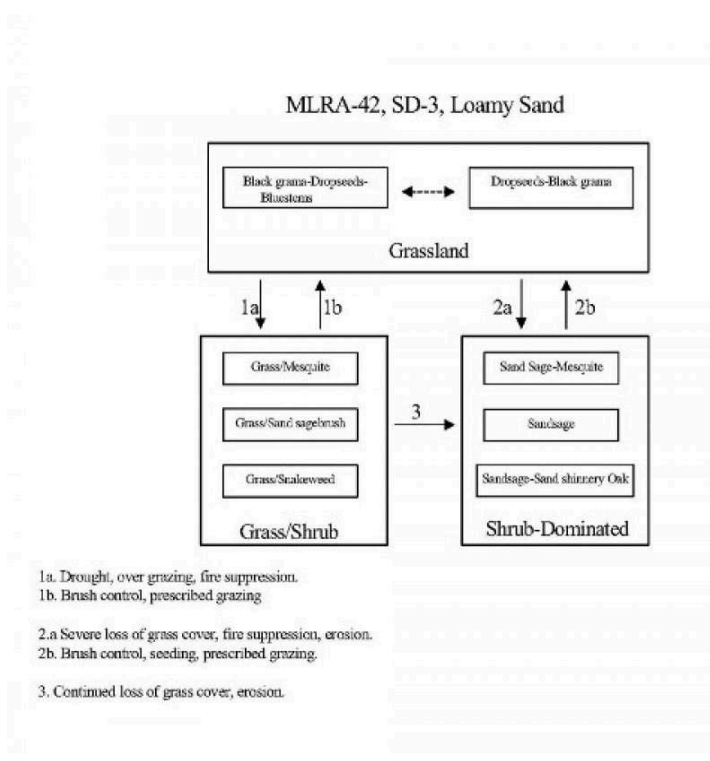 MLRA-42, SD-3, Loamy Sand
Black grama-Dropseeds-
Bluestems
Dropseeds-Black grama
Grassland
1a
1b
2a
2b
Grass/Mesquite
Grass/Sand sagebrush
Grass/Snakeweed
Grass/Shrub
3
Sand Sage-Mesquite
Sandsage
Sandsage-Sand shinnery Oak
Shrub-Dominated
1a. Drought, over grazing, fire suppression.
1b. Brush control, prescribed grazing
2.a Severe loss of grass cover, fire suppression, erosion.
2b. Brush control, seeding, prescribed grazing.
3. Continued loss of grass cover, erosion.